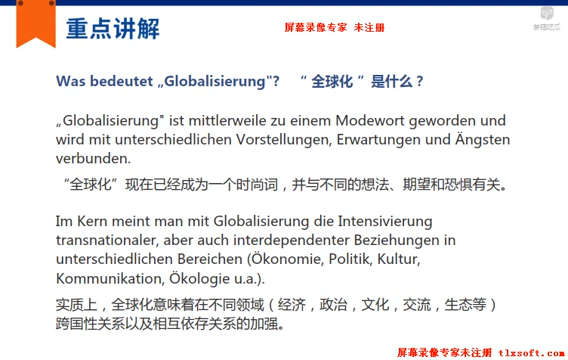 重点讲解
屏幕录像专家 未注册
Was bedeutet „Globalisierung"? “ 全球化 ”是什么？
„Globalisierung" ist mittlerweile zu einem Modewort geworden und
wird mit unterschiedlichen Vorstellungen, Erwartungen und Ängsten
verbunden.
“全球化”现在已经成为一个时尚词，并与不同的想法、期望和恐惧有关。
Im Kern meint man mit Globalisierung die Intensivierung
transnationaler, aber auch interdependenter Beziehungen in
unterschiedlichen Bereichen (Ökonomie, Politik, Kultur,
Kommunikation, Ökologie u.a.).
实质上，全球化意味着在不同领域（经济，政治，文化，交流，生态等）
跨国性关系以及相互依存关系的加强。
屏幕录像专家未注册 tlxsoft.com